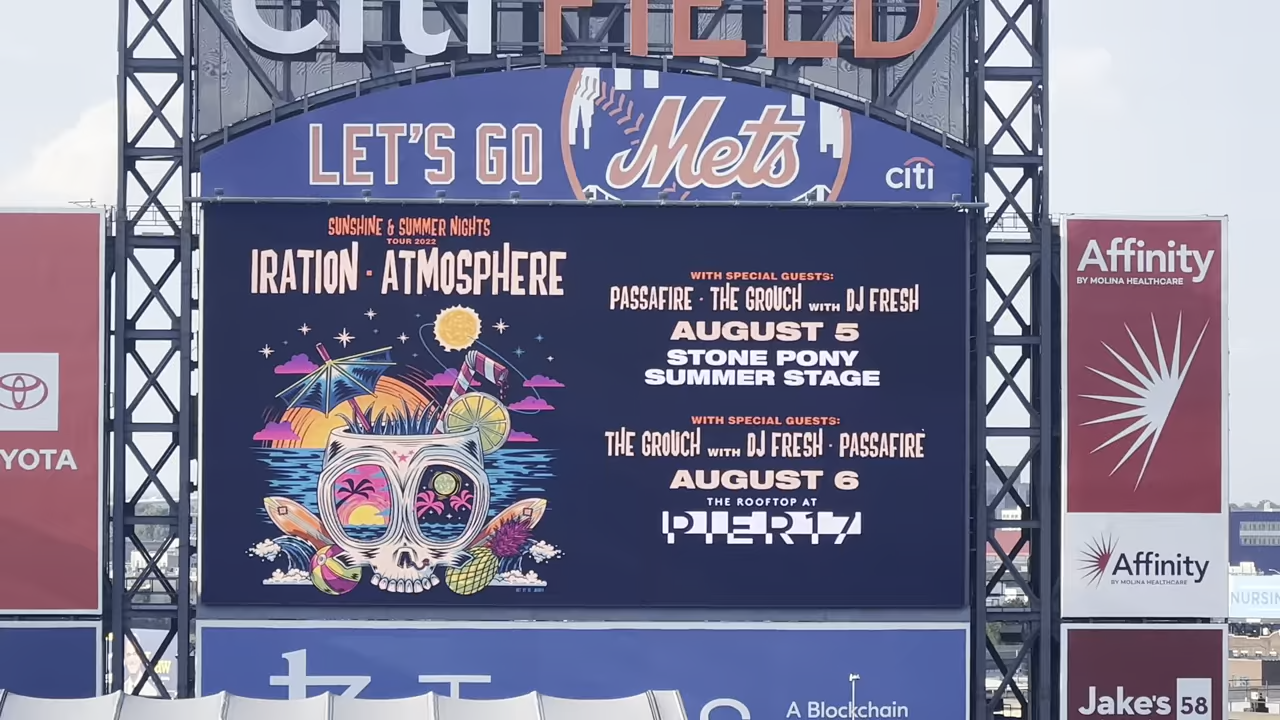 citi FIELD
LET'S GO Mets
citi
SUNSHINE & SUMMER NIGHTS
TOUR 2022
IRATION · ATMOSPHERE
WITH SPECIAL GUESTS:
PASSAFIRE · THE GROUCH WITH DJ FRESH
AUGUST 5
STONE PONY
SUMMER STAGE
WITH SPECIAL GUESTS:
THE GROUCH WITH DJ FRESH · PASSAFIRE
AUGUST 6
THE ROOFTOP AT
PIER17
YOTA
Affinity
BY MOLINA HEALTHCARE
Affinity
BY MOLINA HEALTHCARE
NURSIN
Jake's 58
A Blockchain